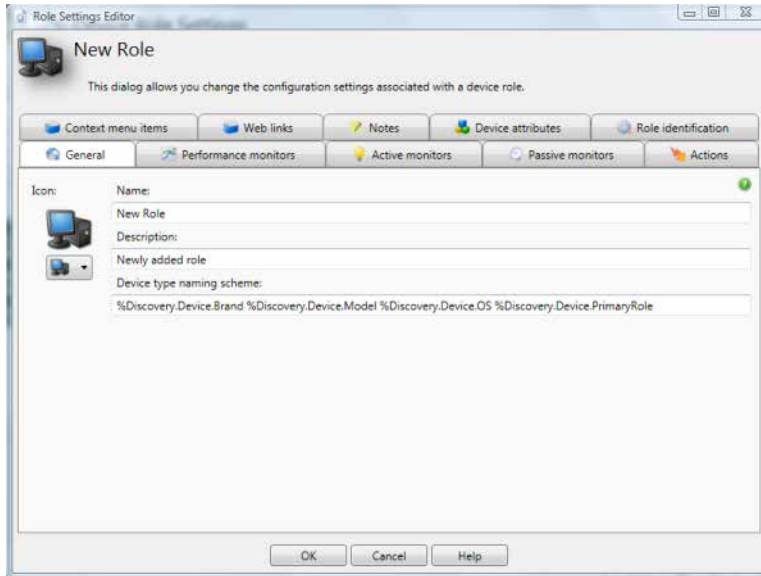 Role Settings Editor
New Role
This dialog allows you change the configuration settings associated with a device role.
Context menu items Web links Notes Device attributes Role identification
General Performance monitors Active monitors Passive monitors Actions
Icon: Name:
New Role
Description:
Newly added role
Device type naming scheme:
%Discovery.Device.Brand %Discovery.Device.Model %Discovery.Device.OS %Discovery.Device.PrimaryRole
OK Cancel Help